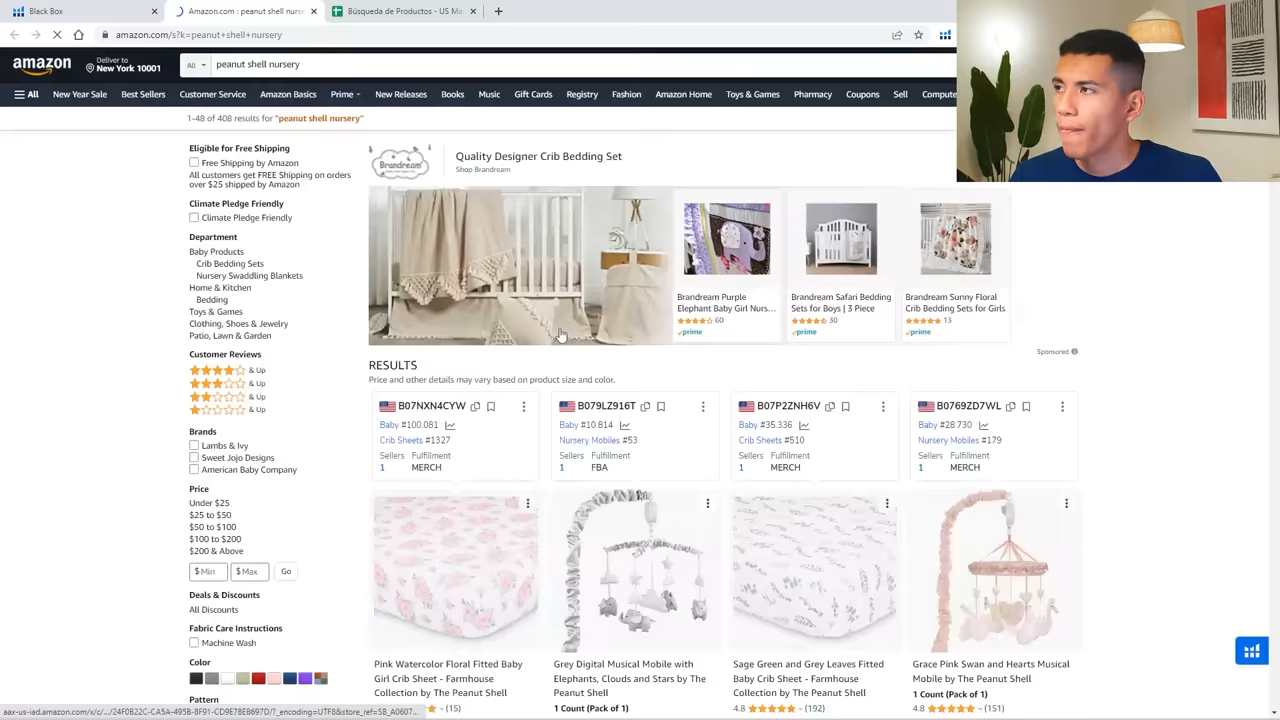 Black Box
Amazon.com : peanut shell nurse
Búsqueda de Productos - US Ma
amazon.com/s?k=peanut+shell+nursery
amazon
Deliver to
New York 10001
All
peanut shell nursery
All
New Year Sale
Best Sellers
Customer Service
Amazon Basics
Prime
New Releases
Books
Music
Gift Cards
Registry
Fashion
Amazon Home
Toys & Games
Pharmacy
Coupons
Sell
Compute
1-48 of 408 results for "peanut shell nursery"
Eligible for Free Shipping
Free Shipping by Amazon
All customers get FREE Shipping on orders
over $25 shipped by Amazon
Climate Pledge Friendly
Climate Pledge Friendly
Department
Baby Products
Crib Bedding Sets
Nursery Swaddling Blankets
Home & Kitchen
Bedding
Toys & Games
Clothing, Shoes & Jewelry
Patio, Lawn & Garden
Customer Reviews
& Up
& Up
& Up
& Up
Brands
Lambs & Ivy
Sweet Jojo Designs
American Baby Company
Price
Under $25
$25 to $50
$50 to $100
$100 to $200
$200 & Above
$ Min
$ Max
Go
Deals & Discounts
All Discounts
Fabric Care Instructions
Machine Wash
Color
Pattern
Brandream
Quality Designer Crib Bedding Set
Shop Brandream
Brandream Purple
Elephant Baby Girl Nurs...
60
prime
Brandream Safari Bedding
Sets for Boys | 3 Piece
30
prime
Brandream Sunny Floral
Crib Bedding Sets for Girls
13
prime
Sponsored
RESULTS
Price and other details may vary based on product size and color.
B07NXN4CYW
Baby #100.081
Crib Sheets #1327
Sellers Fulfillment
1 MERCH
B079LZ916T
Baby #10.814
Nursery Mobiles #53
Sellers Fulfillment
1 FBA
B07P2ZNH6V
Baby #35.336
Crib Sheets #510
Sellers Fulfillment
1 MERCH
B0769ZD7WL
Baby #28.730
Nursery Mobiles #179
Sellers Fulfillment
1 MERCH
Pink Watercolor Floral Fitted Baby
Girl Crib Sheet - Farmhouse
Collection by The Peanut Shell
(15)
Grey Digital Musical Mobile with
Elephants, Clouds and Stars by The
Peanut Shell
1 Count (Pack of 1)
Sage Green and Grey Leaves Fitted
Baby Crib Sheet - Farmhouse
Collection by The Peanut Shell
4.8 (192)
Grace Pink Swan and Hearts Musical
Mobile by The Peanut Shell
1 Count (Pack of 1)
4.8 (151)